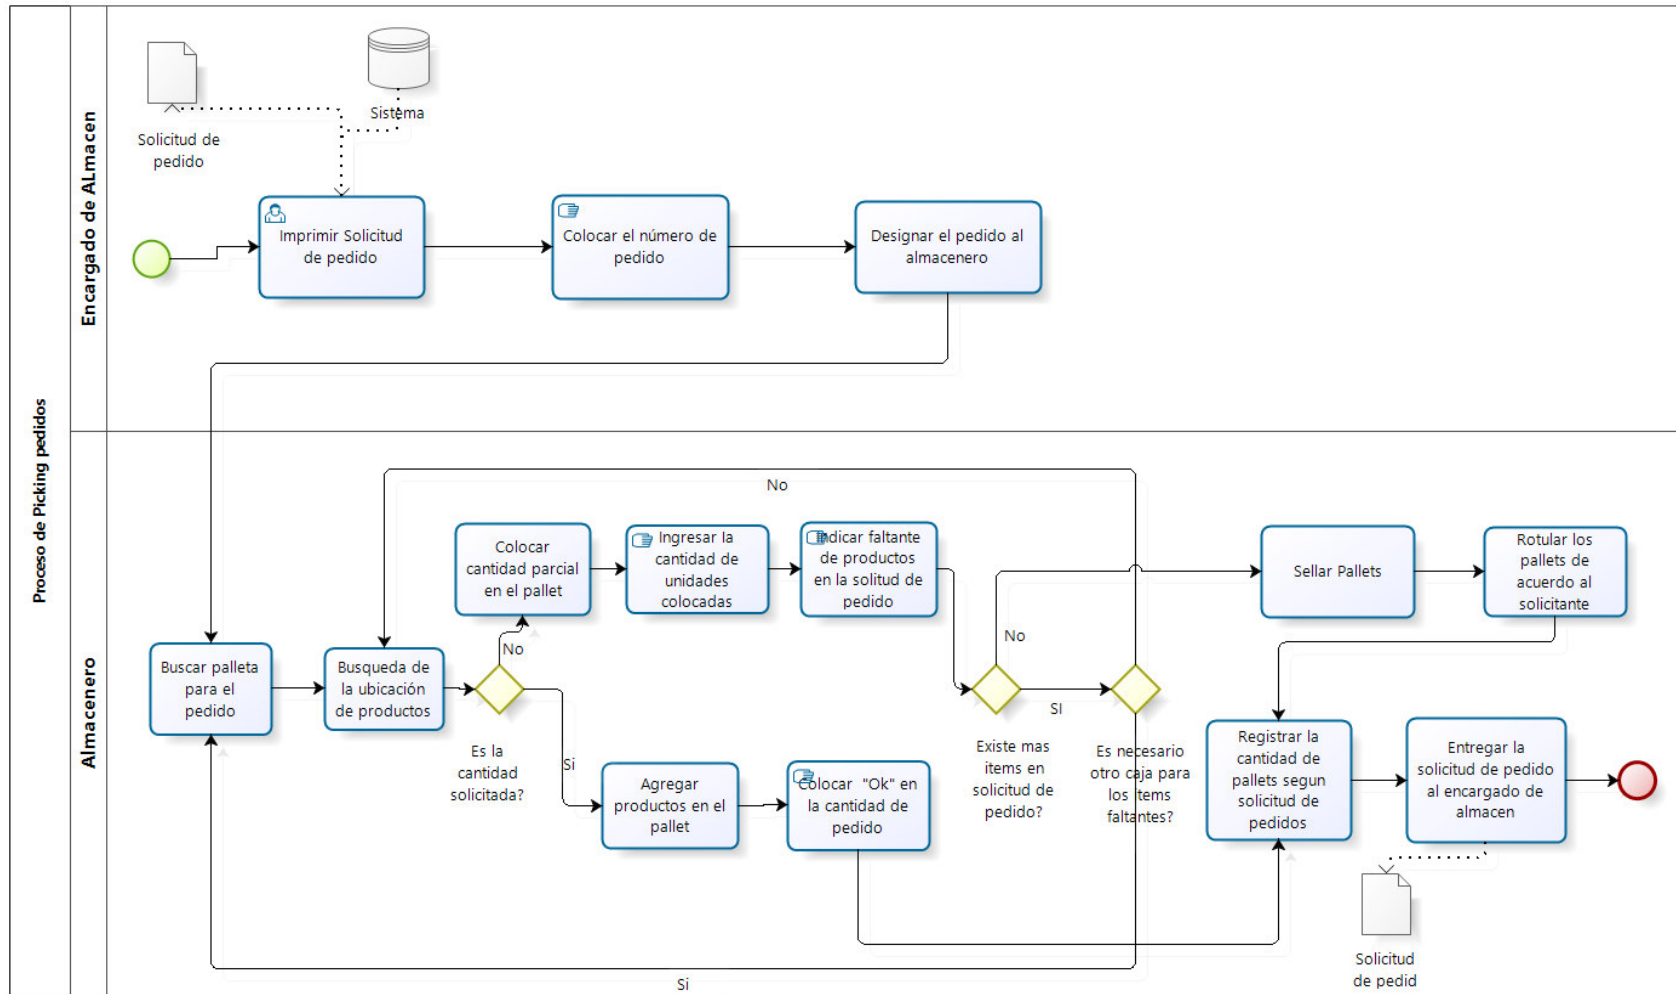 Proceso de Picking pedidos
Encargado de ALmacen
Solicitud de
pedido
Sistema
Imprimir Solicitud
de pedido
Colocar el número de
pedido
Designar el pedido al
almacenero
Almacenero
Buscar palleta
para el
pedido
Busqueda de
la ubicación
de productos
Es la
cantidad
solicitada?
No
Colocar
cantidad parcial
en el pallet
Ingresar la
cantidad de
unidades
colocadas
Indicar faltante
de productos
en la solitud de
pedido
Si
Agregar
productos en el
pallet
Colocar "Ok" en
la cantidad de
pedido
Existe mas
items en
solicitud de
pedido?
No
SI
Es necesario
otro caja para
los items
faltantes?
No
Si
Sellar Pallets
Rotular los
pallets de
acuerdo al
solicitante
Registrar la
cantidad de
pallets segun
solicitud de
pedidos
Entregar la
solicitud de pedido
al encargado de
almacen
Solicitud
de pedid